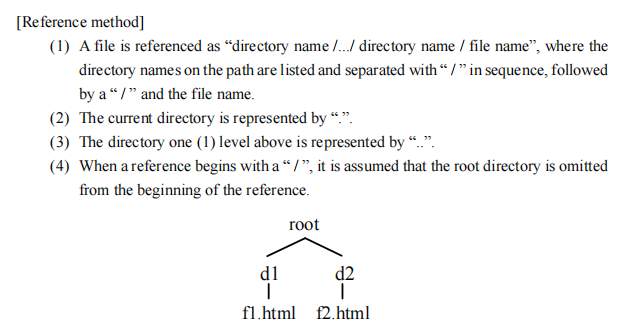 [Reference method]
(1) A file is referenced as “directory name /.../ directory name / file name”, where the
directory names on the path are listed and separated with “ / ” in sequence, followed
by a “ / ” and the file name.
(2) The current directory is represented by “.”.
(3) The directory one (1) level above is represented by “..”.
(4) When a reference begins with a “ / ”, it is assumed that the root directory is omitted
from the beginning of the reference.
root
d1 d2
f1.html f2.html